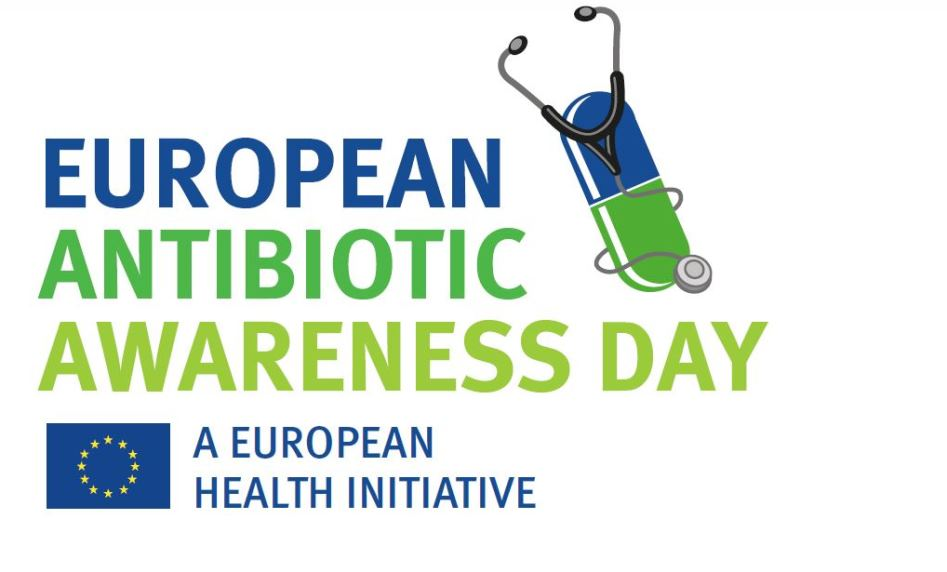 EUROPEAN
ANTIBIOTIC
AWARENESS DAY
A EUROPEAN
HEALTH INITIATIVE